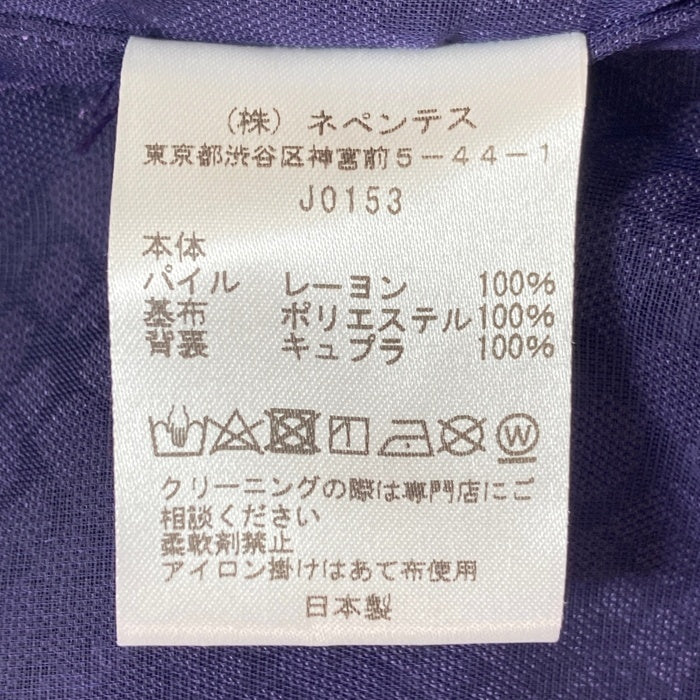 (株) ネペンテス
東京都渋谷区神宮前5-44-1
J0153
本体
パイル レーヨン 100%
基布 ポリエステル 100%
背裏 キュプラ 100%
W
クリーニングの際は専門店にご
相談ください
柔軟剤禁止
アイロン掛けはあて布使用
日本製